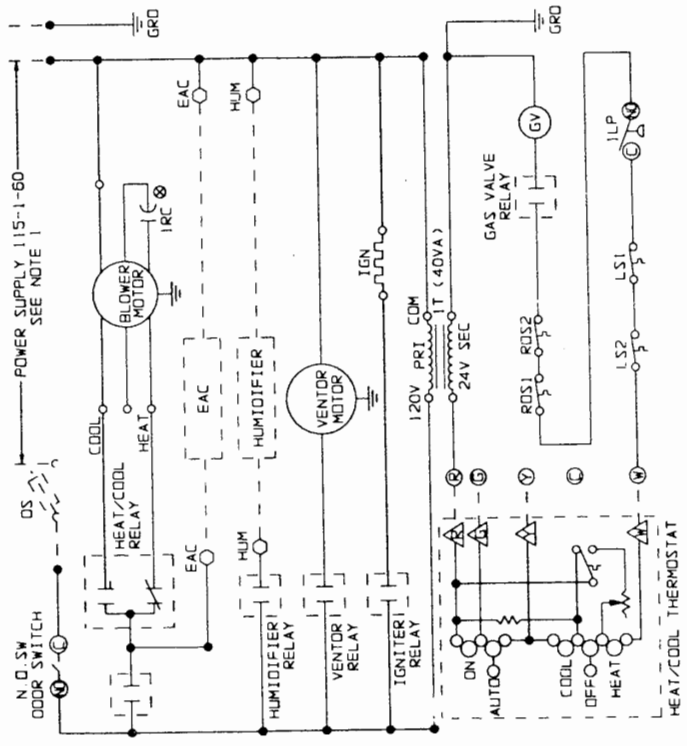 GRD
GRD
POWER SUPPLY 115-1-60
SEE NOTE 1
DS
N.O.SW
DOOR SWITCH
NO
C
COOL
HEAT
BLOWER
MOTOR
1RC
HEAT/COOL
RELAY
EAC
EAC
EAC
HUM
HUMIDIFIER
HUM
HUMIDIFIER
RELAY
VENTOR
MOTOR
VENTOR
RELAY
IGN
IGNITER
RELAY
120V PRI COM
1T (40VA)
24V SEC
GV
GAS VALVE
RELAY
ROS1 ROS2
NO
1LP
C
LS1
LS2
R
G
Y
C
W
R
G
Y
W
ON
AUTO
COOL
OFF
HEAT
HEAT/COOL THERMOSTAT